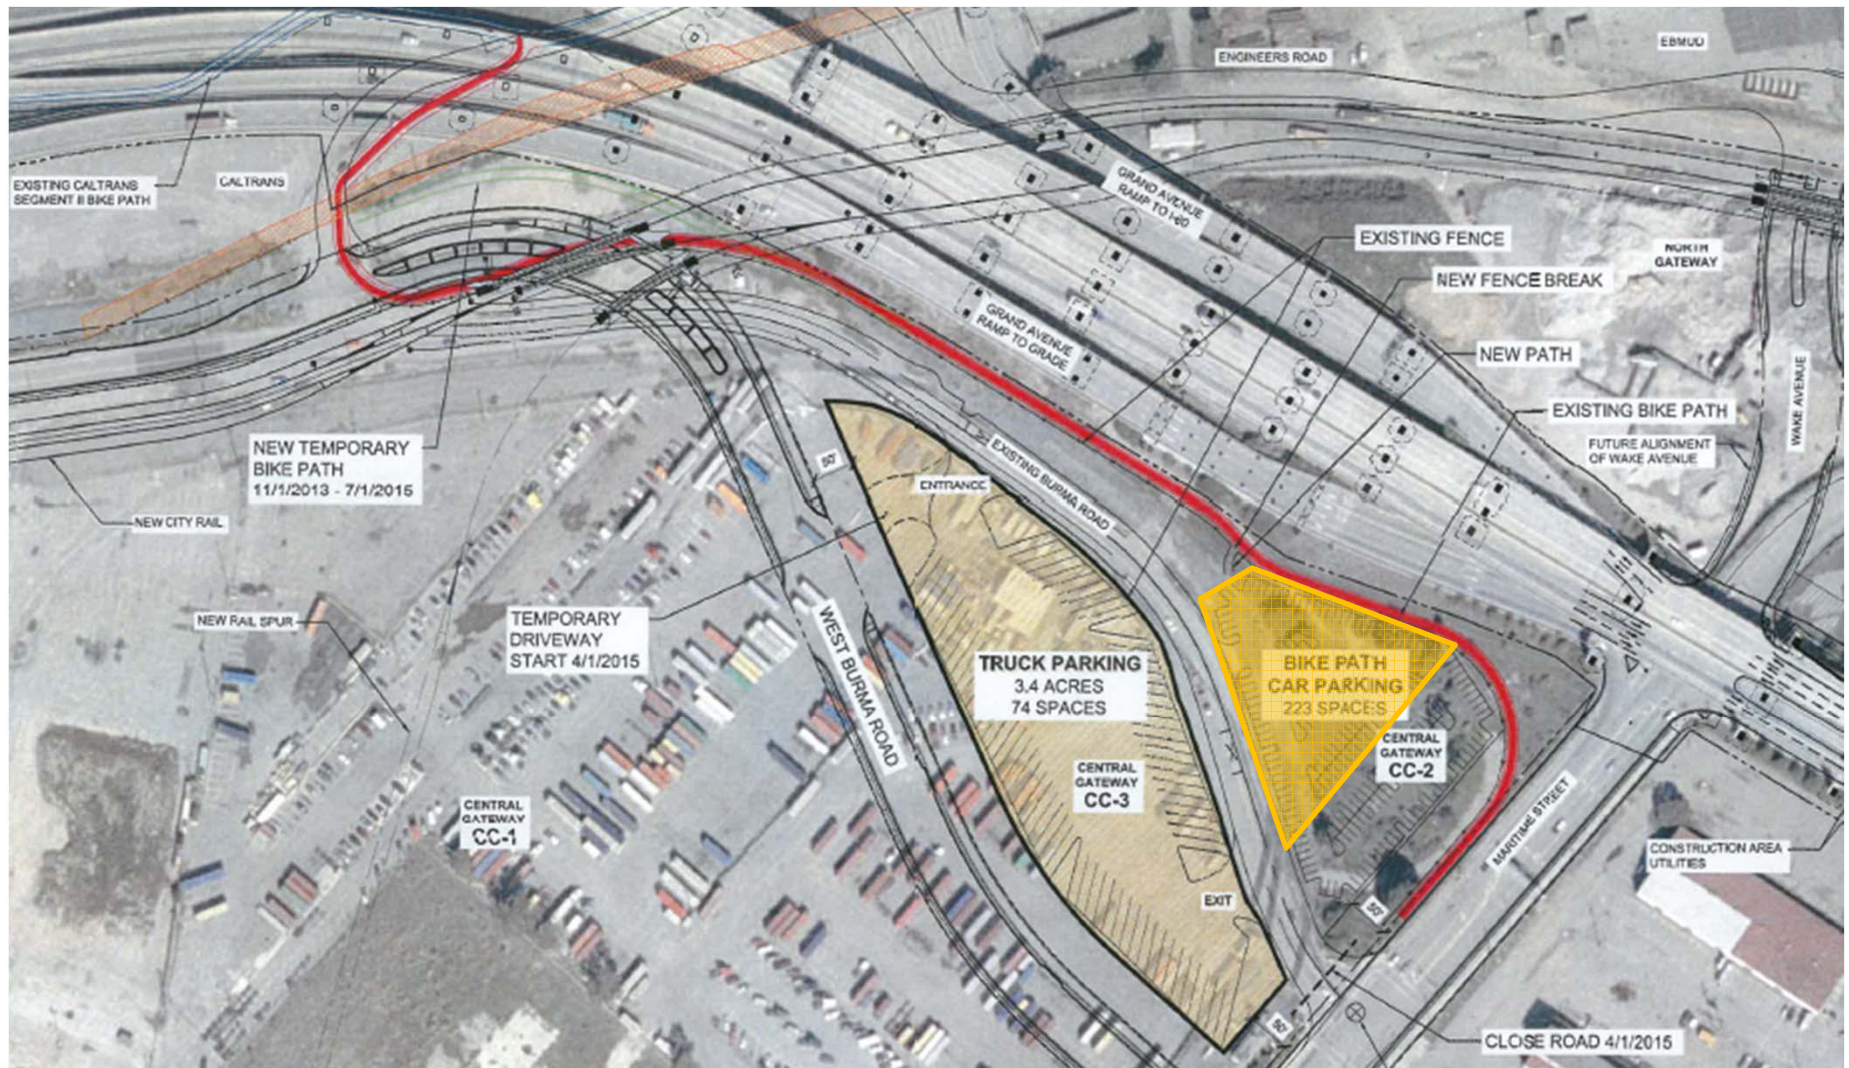 ENGINEERS ROAD
EBMUD
EXISTING CALTRANS
SEGMENT II BIKE PATH
CALTRANS
GRAND AVENUE
RAMP TO I-80
EXISTING FENCE
NORTH
GATEWAY
NEW FENCE BREAK
GRAND AVENUE
RAMP TO GRADE
NEW PATH
WAKE AVENUE
EXISTING BIKE PATH
FUTURE ALIGNMENT
OF WAKE AVENUE
NEW TEMPORARY
BIKE PATH
11/1/2013 - 7/1/2015
50'
EXISTING BURMA ROAD
ENTRANCE
NEW CITY RAIL
NEW RAIL SPUR
TEMPORARY
DRIVEWAY
START 4/1/2015
WEST BURMA ROAD
TRUCK PARKING
3.4 ACRES
74 SPACES
BIKE PATH
CAR PARKING
223 SPACES
CENTRAL
GATEWAY
CC-2
CENTRAL
GATEWAY
CC-3
CENTRAL
GATEWAY
CC-1
MARITIME STREET
CONSTRUCTION AREA
UTILITIES
EXIT
50'
50'
CLOSE ROAD 4/1/2015